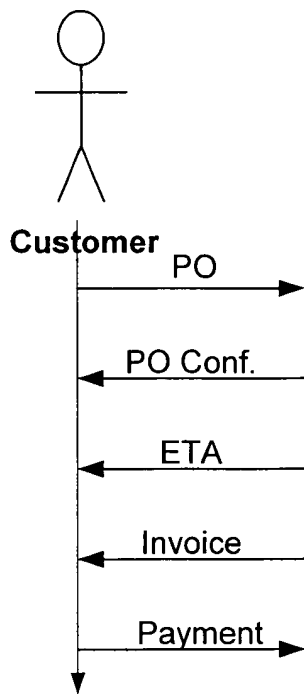 Customer
PO
PO Conf.
ETA
Invoice
Payment